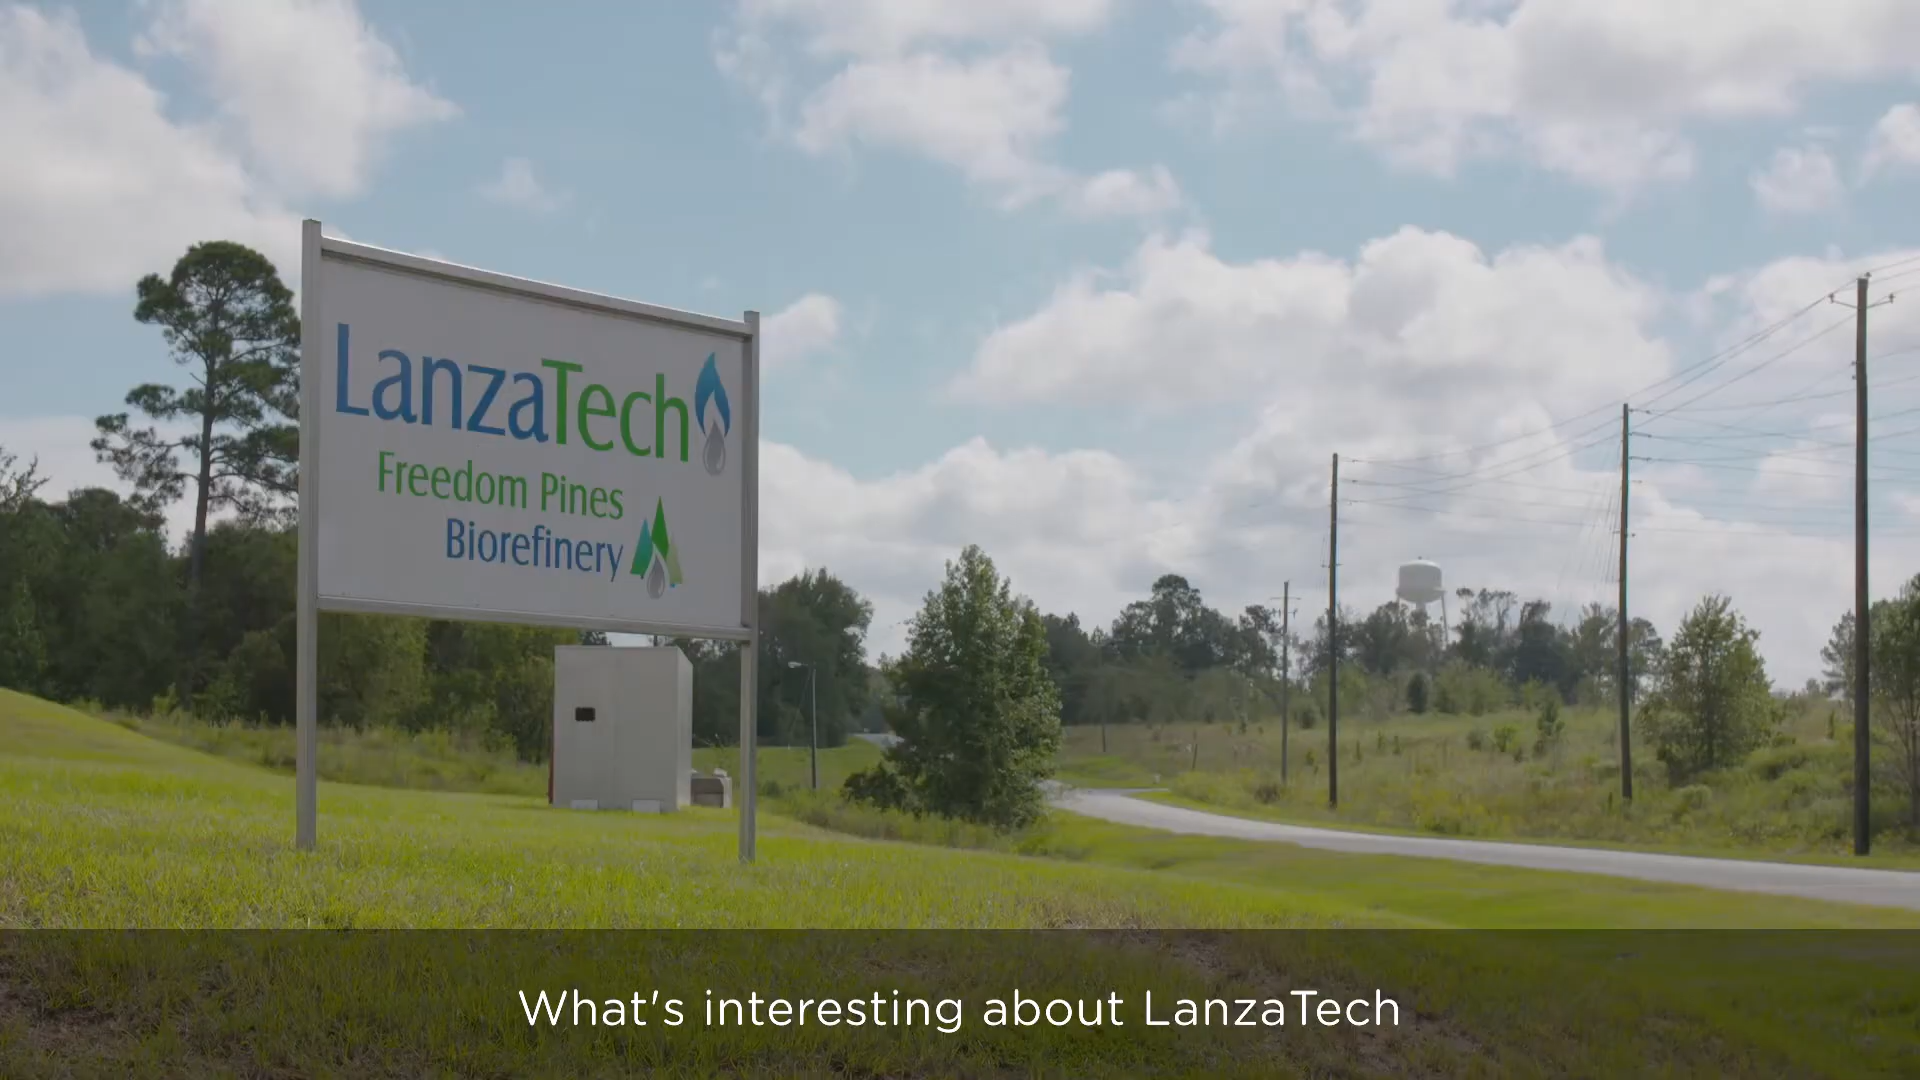 LanzaTech
Freedom Pines
Biorefinery
What's interesting about LanzaTech